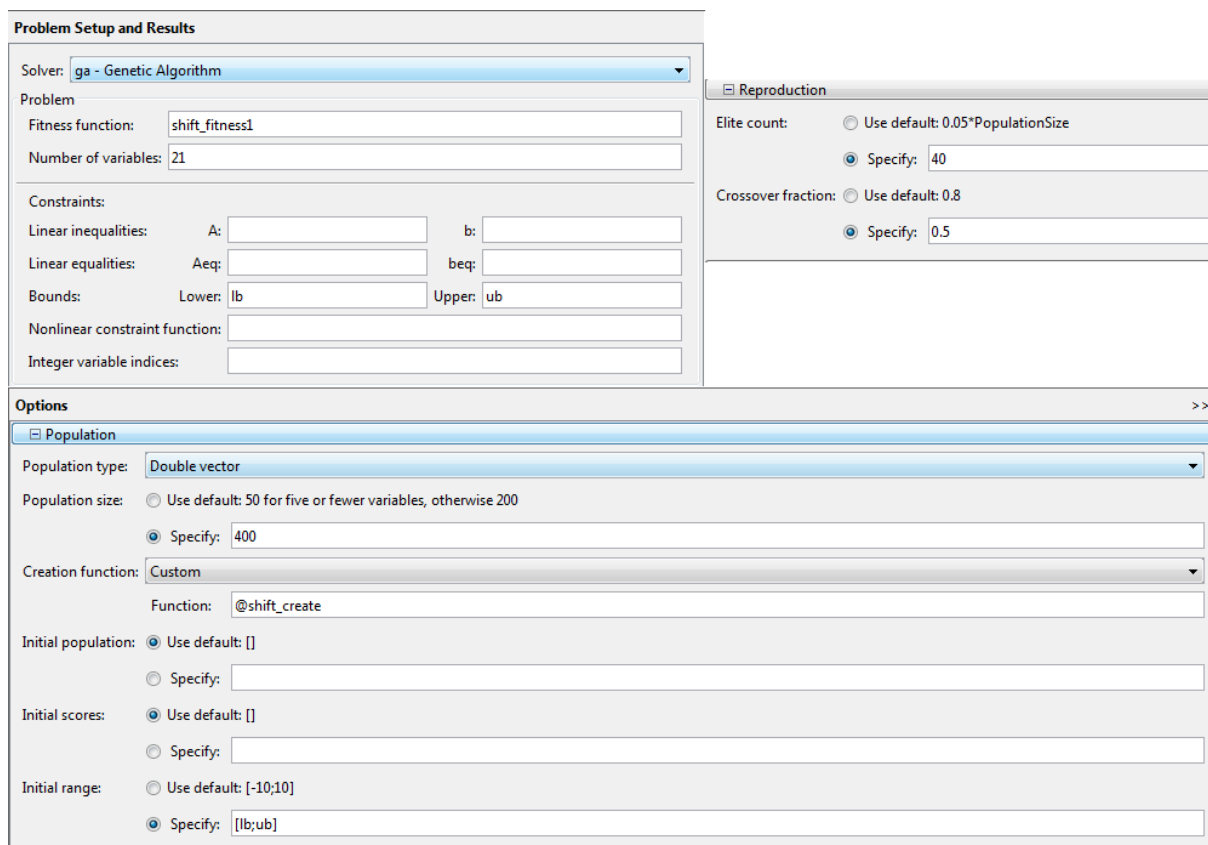 Problem Setup and Results
Solver: ga - Genetic Algorithm
Problem
Fitness function: shift_fitness1
Number of variables: 21
Constraints:
Linear inequalities: A: b:
Linear equalities: Aeq: beq:
Bounds: Lower: lb Upper: ub
Nonlinear constraint function:
Integer variable indices:
Reproduction
Elite count: Use default: 0.05*PopulationSize
Specify: 40
Crossover fraction: Use default: 0.8
Specify: 0.5
Options >>
Population
Population type: Double vector
Population size: Use default: 50 for five or fewer variables, otherwise 200
Specify: 400
Creation function: Custom
Function: @shift_create
Initial population: Use default: []
Specify:
Initial scores: Use default: []
Specify:
Initial range: Use default: [-10;10]
Specify: [lb;ub]